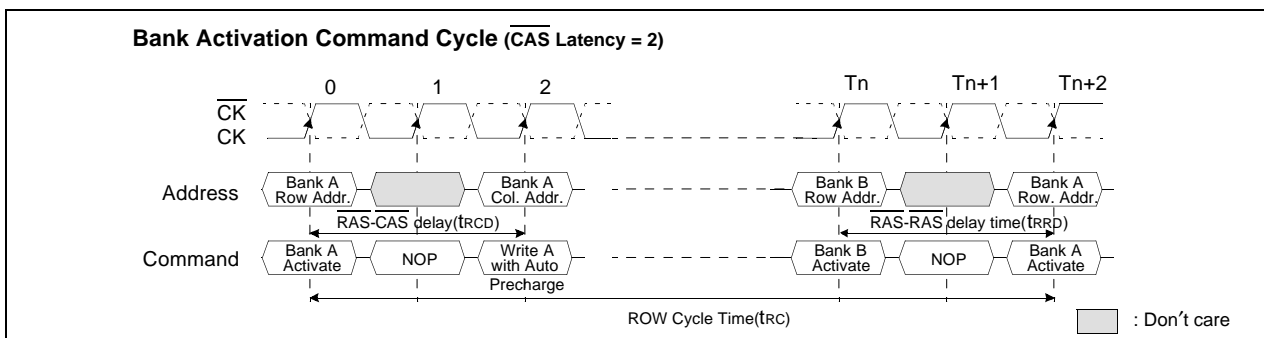 Bank Activation Command Cycle (CAS Latency = 2)
0 1 2 Tn Tn+1 Tn+2
CK
CK
Address
Bank A
Row Addr.
Bank A
Col. Addr.
Bank B
Row Addr.
Bank A
Row. Addr.
RAS-CAS delay(tRCD)
RAS-RAS delay time(tRRD)
Command
Bank A
Activate
NOP
Write A
with Auto
Precharge
Bank B
Activate
NOP
Bank A
Activate
ROW Cycle Time(tRC)
: Don′t care